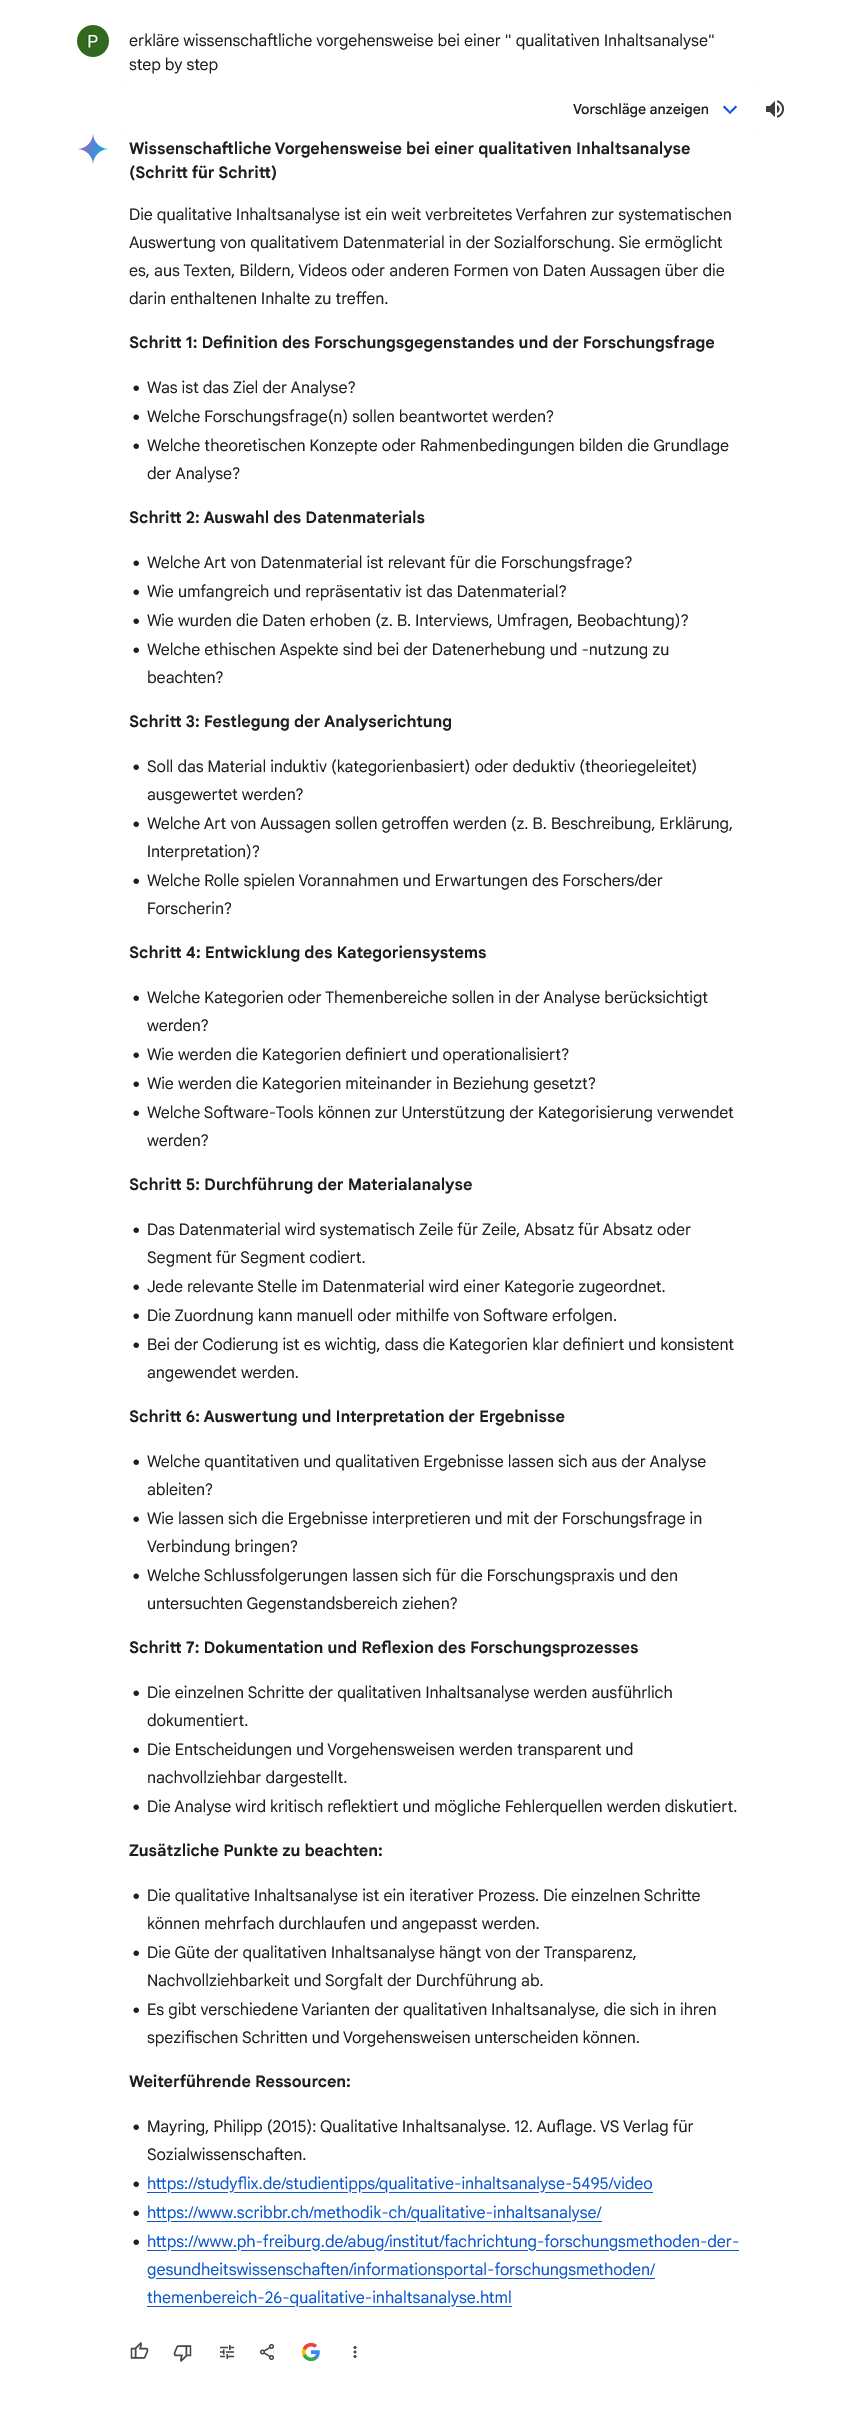 P
erkläre wissenschaftliche vorgehensweise bei einer " qualitativen Inhaltsanalyse"
step by step
Vorschläge anzeigen
Wissenschaftliche Vorgehensweise bei einer qualitativen Inhaltsanalyse
(Schritt für Schritt)
Die qualitative Inhaltsanalyse ist ein weit verbreitetes Verfahren zur systematischen
Auswertung von qualitativem Datenmaterial in der Sozialforschung. Sie ermöglicht
es, aus Texten, Bildern, Videos oder anderen Formen von Daten Aussagen über die
darin enthaltenen Inhalte zu treffen.
Schritt 1: Definition des Forschungsgegenstandes und der Forschungsfrage
• Was ist das Ziel der Analyse?
• Welche Forschungsfrage(n) sollen beantwortet werden?
• Welche theoretischen Konzepte oder Rahmenbedingungen bilden die Grundlage
der Analyse?
Schritt 2: Auswahl des Datenmaterials
• Welche Art von Datenmaterial ist relevant für die Forschungsfrage?
• Wie umfangreich und repräsentativ ist das Datenmaterial?
• Wie wurden die Daten erhoben (z. B. Interviews, Umfragen, Beobachtung)?
• Welche ethischen Aspekte sind bei der Datenerhebung und -nutzung zu
beachten?
Schritt 3: Festlegung der Analyserichtung
• Soll das Material induktiv (kategorienbasiert) oder deduktiv (theoriegeleitet)
ausgewertet werden?
• Welche Art von Aussagen sollen getroffen werden (z. B. Beschreibung, Erklärung,
Interpretation)?
• Welche Rolle spielen Vorannahmen und Erwartungen des Forschers/der
Forscherin?
Schritt 4: Entwicklung des Kategoriensystems
• Welche Kategorien oder Themenbereiche sollen in der Analyse berücksichtigt
werden?
• Wie werden die Kategorien definiert und operationalisiert?
• Wie werden die Kategorien miteinander in Beziehung gesetzt?
• Welche Software-Tools können zur Unterstützung der Kategorisierung verwendet
werden?
Schritt 5: Durchführung der Materialanalyse
• Das Datenmaterial wird systematisch Zeile für Zeile, Absatz für Absatz oder
Segment für Segment codiert.
• Jede relevante Stelle im Datenmaterial wird einer Kategorie zugeordnet.
• Die Zuordnung kann manuell oder mithilfe von Software erfolgen.
• Bei der Codierung ist es wichtig, dass die Kategorien klar definiert und konsistent
angewendet werden.
Schritt 6: Auswertung und Interpretation der Ergebnisse
• Welche quantitativen und qualitativen Ergebnisse lassen sich aus der Analyse
ableiten?
• Wie lassen sich die Ergebnisse interpretieren und mit der Forschungsfrage in
Verbindung bringen?
• Welche Schlussfolgerungen lassen sich für die Forschungspraxis und den
untersuchten Gegenstandsbereich ziehen?
Schritt 7: Dokumentation und Reflexion des Forschungsprozesses
• Die einzelnen Schritte der qualitativen Inhaltsanalyse werden ausführlich
dokumentiert.
• Die Entscheidungen und Vorgehensweisen werden transparent und
nachvollziehbar dargestellt.
• Die Analyse wird kritisch reflektiert und mögliche Fehlerquellen werden diskutiert.
Zusätzliche Punkte zu beachten:
• Die qualitative Inhaltsanalyse ist ein iterativer Prozess. Die einzelnen Schritte
können mehrfach durchlaufen und angepasst werden.
• Die Güte der qualitativen Inhaltsanalyse hängt von der Transparenz,
Nachvollziehbarkeit und Sorgfalt der Durchführung ab.
• Es gibt verschiedene Varianten der qualitativen Inhaltsanalyse, die sich in ihren
spezifischen Schritten und Vorgehensweisen unterscheiden können.
Weiterführende Ressourcen:
• Mayring, Philipp (2015): Qualitative Inhaltsanalyse. 12. Auflage. VS Verlag für
Sozialwissenschaften.
• https://studyflix.de/studientipps/qualitative-inhaltsanalyse-5495/video
• https://www.scribbr.ch/methodik-ch/qualitative-inhaltsanalyse/
• https://www.ph-freiburg.de/abug/institut/fachrichtung-forschungsmethoden-der-
gesundheitswissenschaften/informationsportal-forschungsmethoden/
themenbereich-26-qualitative-inhaltsanalyse.html